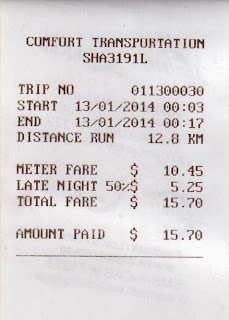 COMFORT TRANSPORTATION
SHA3191L
TRIP NO 011300030
START 13/01/2014 00:03
END 13/01/2014 00:17
DISTANCE RUN 12.8 KM
METER FARE $ 10.45
LATE NIGHT 50%$ 5.25
TOTAL FARE $ 15.70
AMOUNT PAID $ 15.70